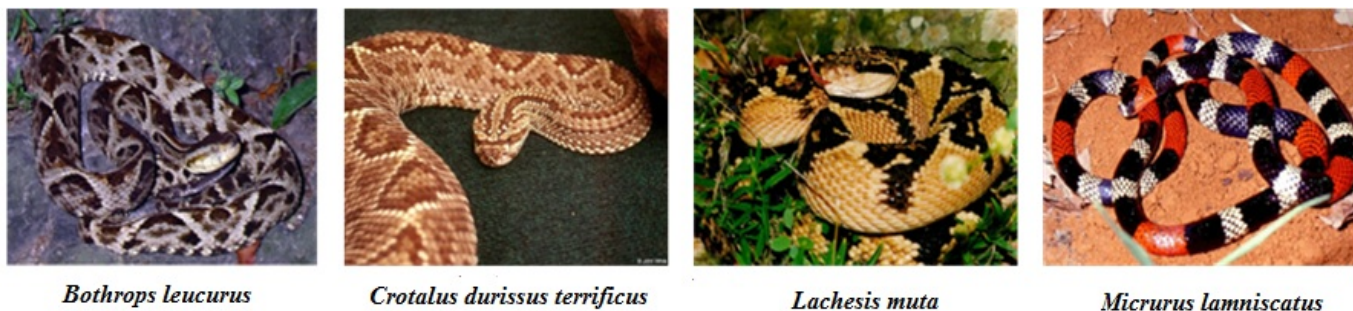 Bothrops leucurus
Crotalus durissus terrificus
Lachesis muta
Micrurus lamniscatus